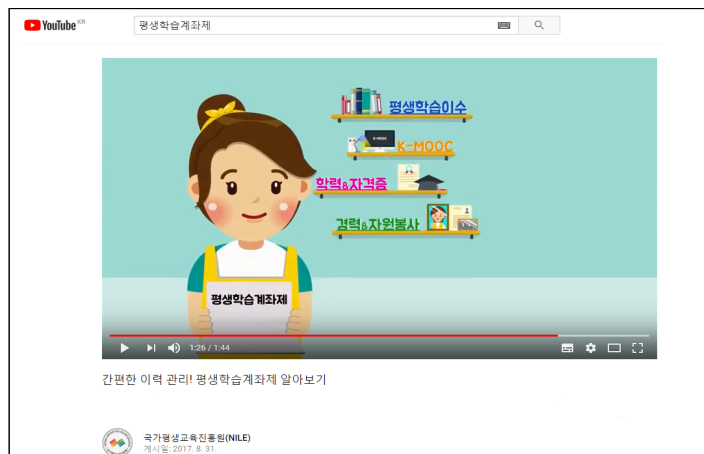 YouTube KR
평생학습계좌제
평생학습이수
K-MOOC
K-MOOC
학력&자격증
경력&자원봉사
평생학습계좌제
1:26 / 1:44
간편한 이력 관리! 평생학습계좌제 알아보기
국가평생교육진흥원(NILE)
게시일: 2017. 8. 31.